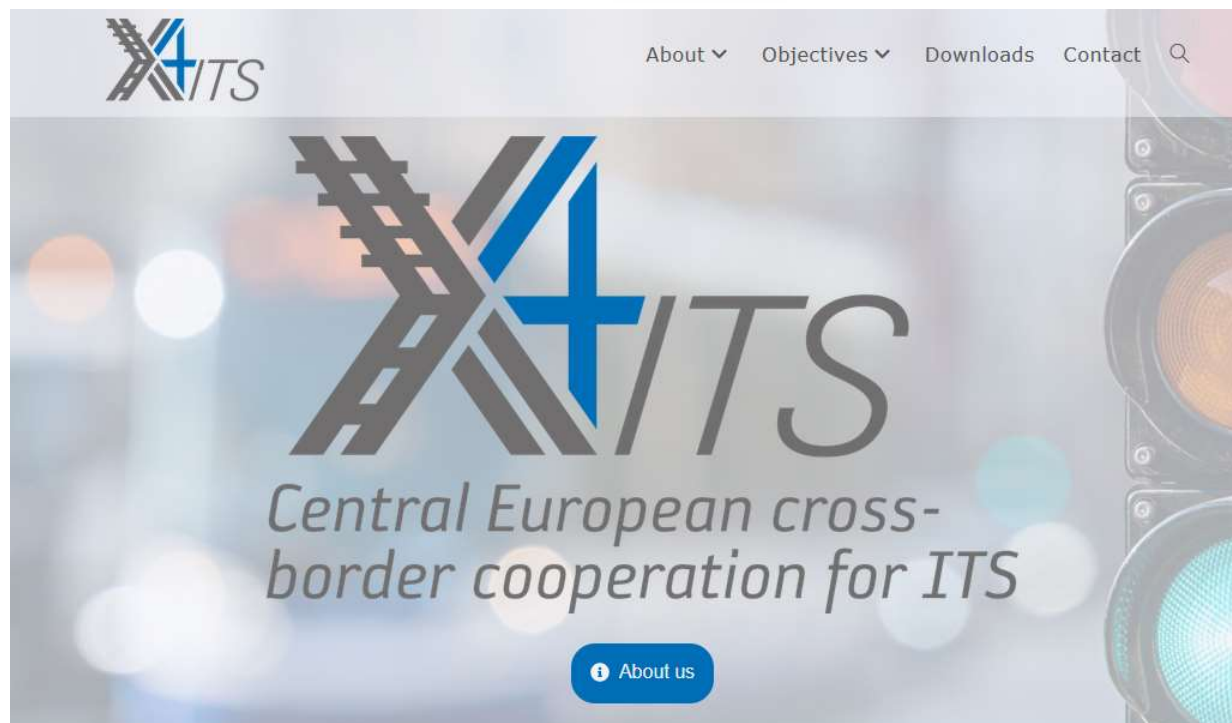 X4ITS
About
Objectives
Downloads
Contact
X4ITS
Central European cross-
border cooperation for ITS
About us